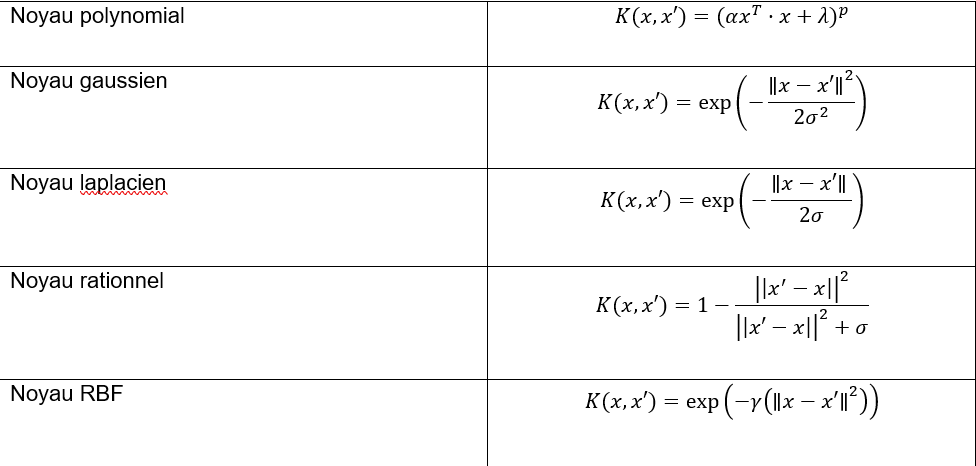 Noyau polynomial
K(x, x′) = (αxᵀ · x + λ)ᵖ
Noyau gaussien
K(x, x′) = exp(−‖x − x′‖² / 2σ²)
Noyau laplacien
K(x, x′) = exp(−‖x − x′‖ / 2σ)
Noyau rationnel
K(x, x′) = 1 − ||x′ − x||² / ||x′ − x||² + σ
Noyau RBF
K(x, x′) = exp(−γ(‖x − x′‖²))